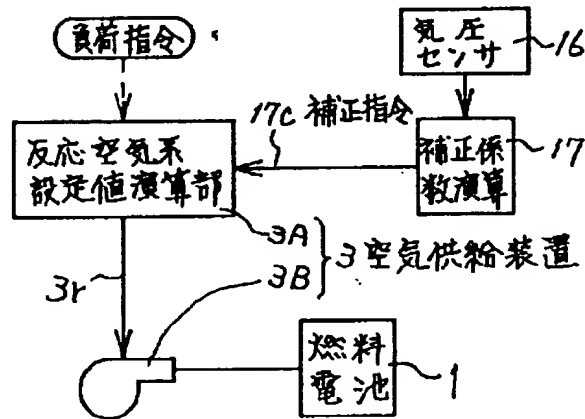 負荷指令
気圧
センサ
16
17c 補正指令
反応空気系
設定値演算部
補正係
数演算
17
3A
3 空気供給装置
3r
3B
燃料
電池
1